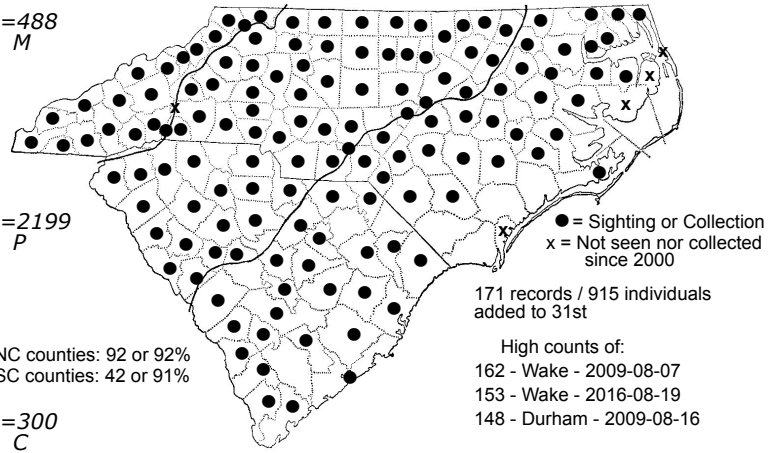 =488
M
=2199
P
● = Sighting or Collection
x = Not seen nor collected
since 2000
171 records / 915 individuals
added to 31st
NC counties: 92 or 92%
SC counties: 42 or 91%
High counts of:
162 - Wake - 2009-08-07
153 - Wake - 2016-08-19
148 - Durham - 2009-08-16
=300
C